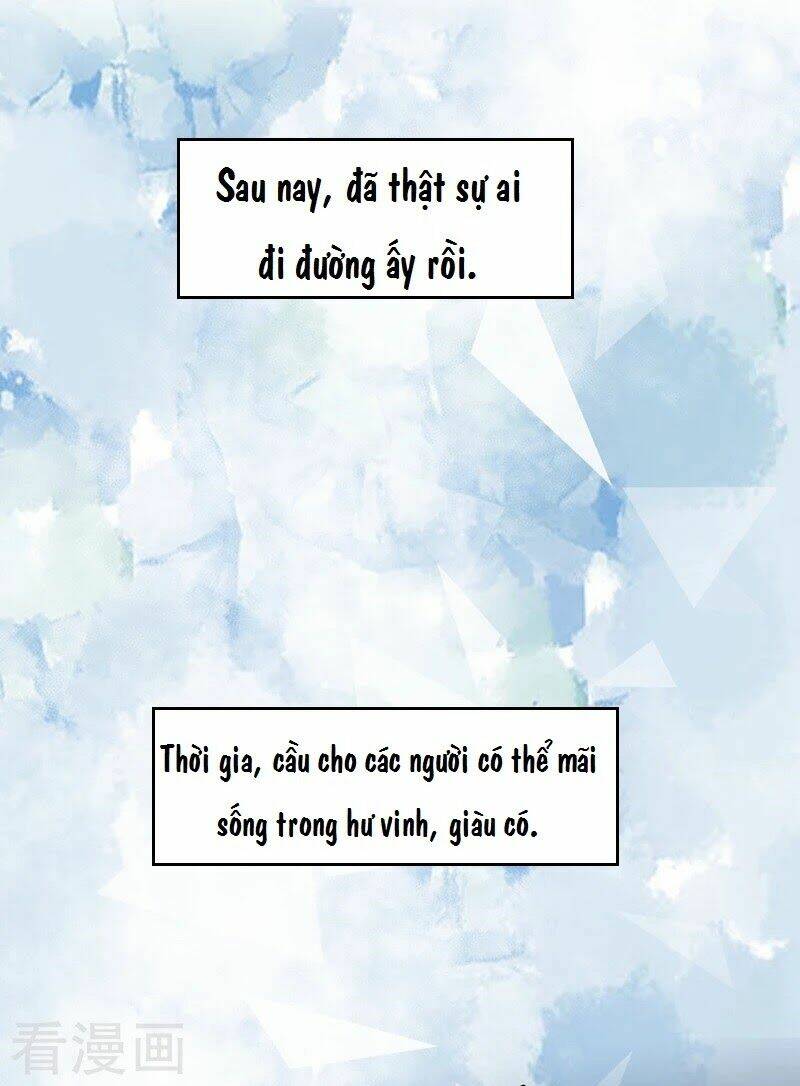 Sau nay, đã thật sự ai
đi đường ấy rồi.
Thời gia, cầu cho các người có thể mãi
sống trong hư vinh, giàu có.
看漫画